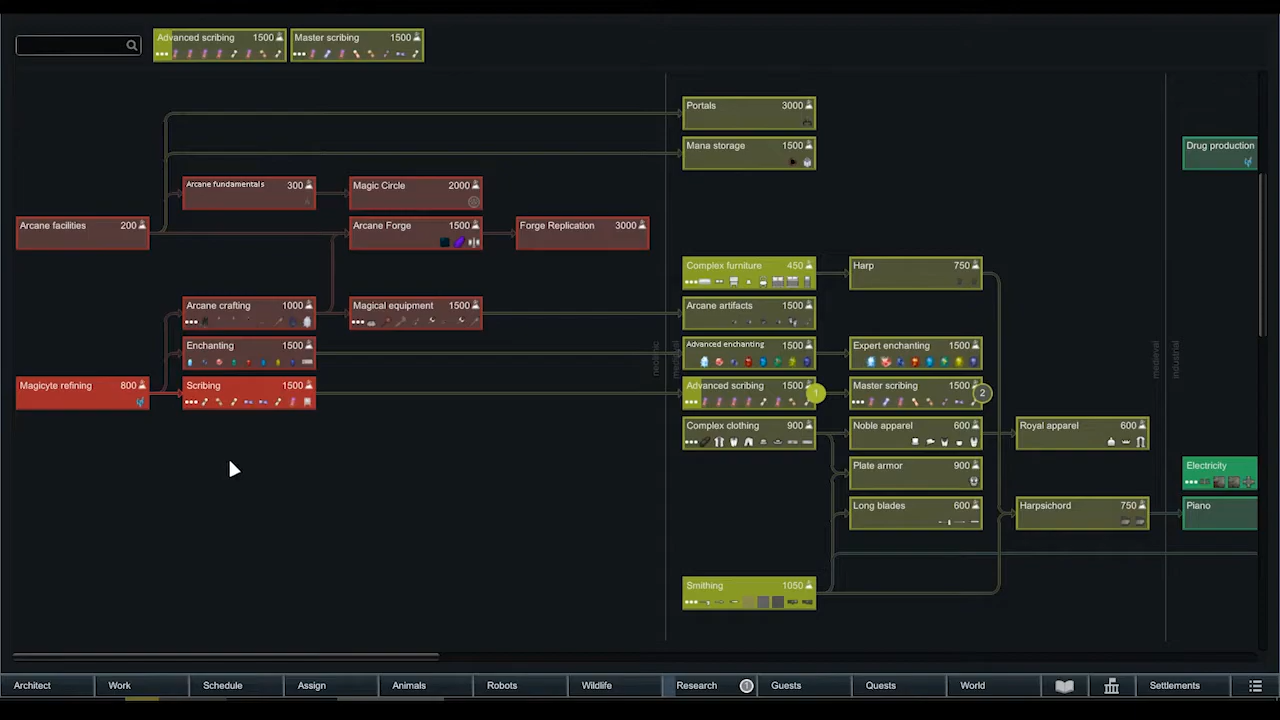 Advanced scribing 1500
Master scribing 1500
Portals 3000
Mana storage 1500
Drug production
Arcane fundamentals 300
Magic Circle 2000
Arcane facilities 200
Arcane Forge 1500
Forge Replication 3000
Complex furniture 450
Harp 750
Arcane crafting 1000
Magical equipment 1500
Arcane artifacts 1500
Enchanting 1500
Advanced enchanting 1500
Expert enchanting 1500
neolithic
medieval
medieval
industrial
Magicyte refining 800
Scribing 1500
Advanced scribing 1500
1
Master scribing 1500
2
Complex clothing 900
Noble apparel 600
Royal apparel 600
Plate armor 900
Electricity
Long blades 600
Harpsichord 750
Piano
Smithing 1050
Architect
Work
Schedule
Assign
Animals
Robots
Wildlife
Research
1
Guests
Quests
World
Settlements